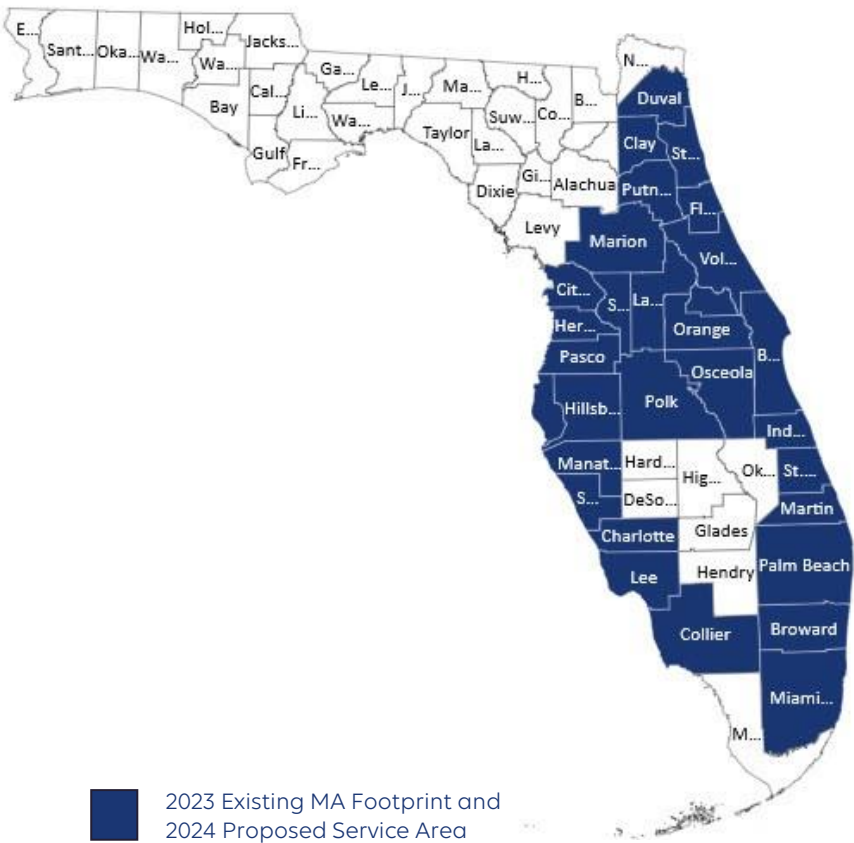 E...
Sant...
Oka...
Wa...
Hol...
Wa...
Jacks...
Bay
Cal...
Gulf
Li...
Fr...
Ga...
Le...
Wa...
J...
Ma...
Taylor
H...
Suw...
La...
Co...
B...
Dixie
Gi...
Alachua
Levy
N...
Duval
Clay
St...
Putn...
Fl...
Marion
Vol...
Cit...
S...
La...
Her...
Orange
Pasco
B...
Osceola
Hillsb...
Polk
Ind...
Manat...
Hard...
Hig...
Ok...
St....
S...
DeSo...
Martin
Charlotte
Glades
Lee
Hendry
Palm Beach
Collier
Broward
Miami...
M...
2023 Existing MA Footprint and
2024 Proposed Service Area